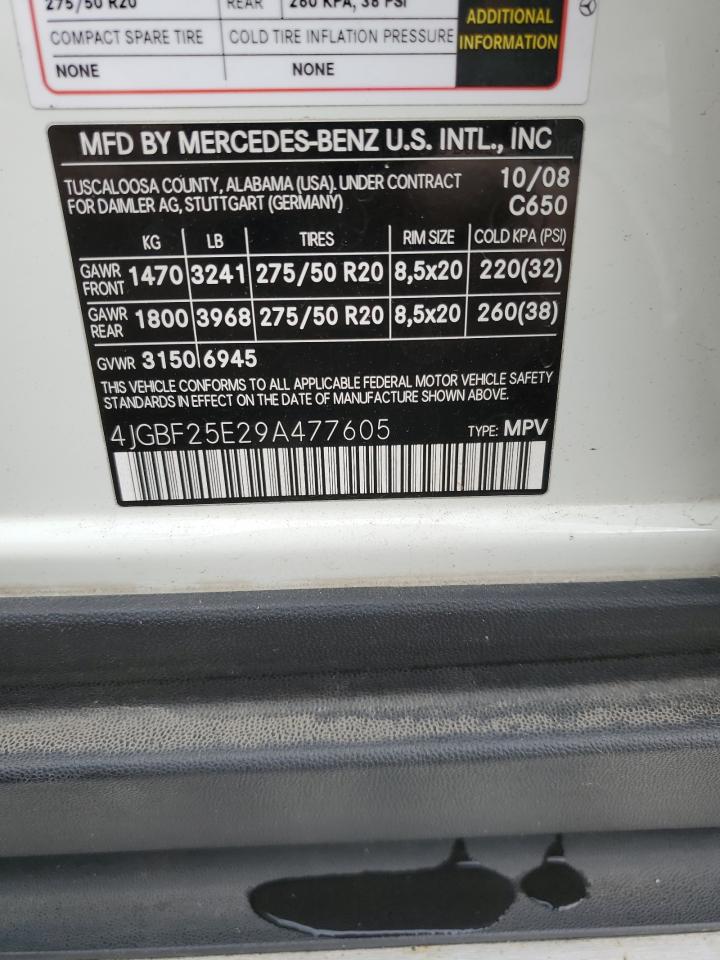 275/50 R20 REAR 260 KPA, 38 PSI
COMPACT SPARE TIRE COLD TIRE INFLATION PRESSURE
NONE NONE
ADDITIONAL
INFORMATION
MFD BY MERCEDES-BENZ U.S. INTL., INC
TUSCALOOSA COUNTY, ALABAMA (USA). UNDER CONTRACT 10/08
FOR DAIMLER AG, STUTTGART (GERMANY) C650
KG LB TIRES RIM SIZE COLD KPA (PSI)
GAWR FRONT 1470 3241 275/50 R20 8,5x20 220(32)
GAWR REAR 1800 3968 275/50 R20 8,5x20 260(38)
GVWR 3150 6945
THIS VEHICLE CONFORMS TO ALL APPLICABLE FEDERAL MOTOR VEHICLE SAFETY
STANDARDS IN EFFECT ON THE DATE OF MANUFACTURE SHOWN ABOVE.
4JGBF25E29A477605 TYPE: MPV